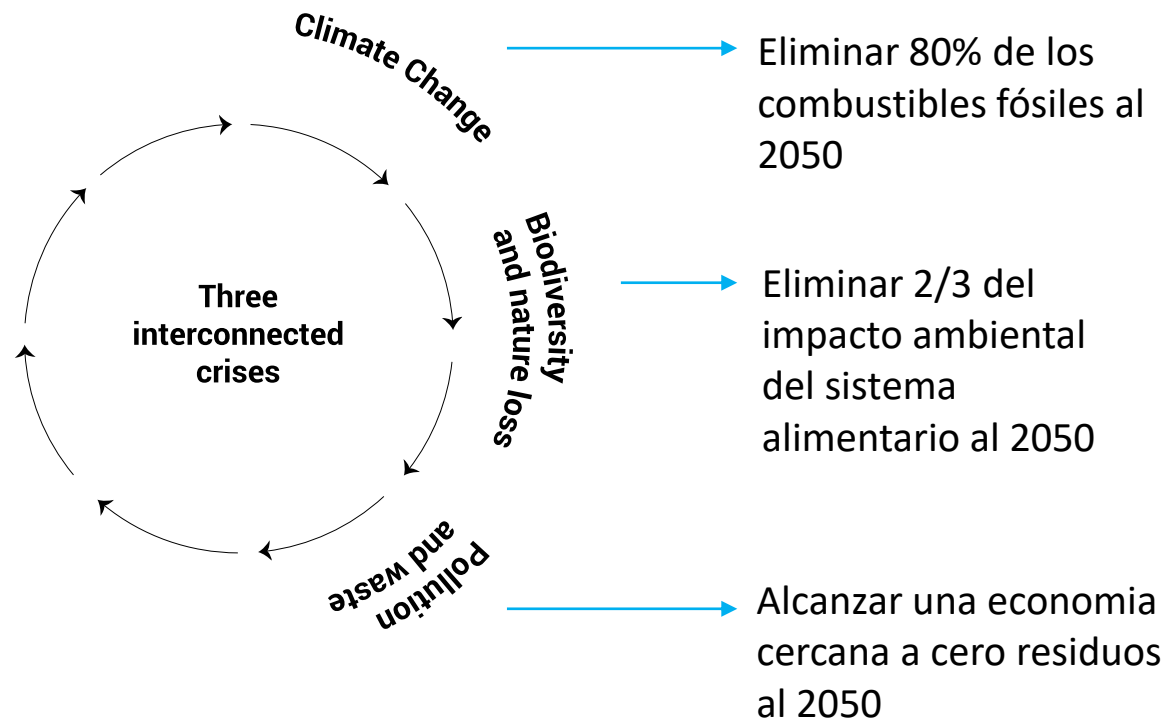 Climate Change
Eliminar 80% de los
combustibles fósiles al
2050
Biodiversity
and nature loss
Three
interconnected
crises
Eliminar 2/3 del
impacto ambiental
del sistema
alimentario al 2050
Pollution
and waste
Alcanzar una economia
cercana a cero residuos
al 2050